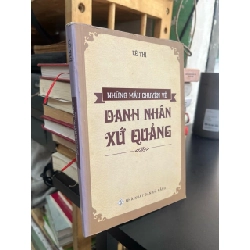 LÊ THÍ
NHỮNG MẨU CHUYỆN VỀ
DANH NHÂN
XỨ QUẢNG